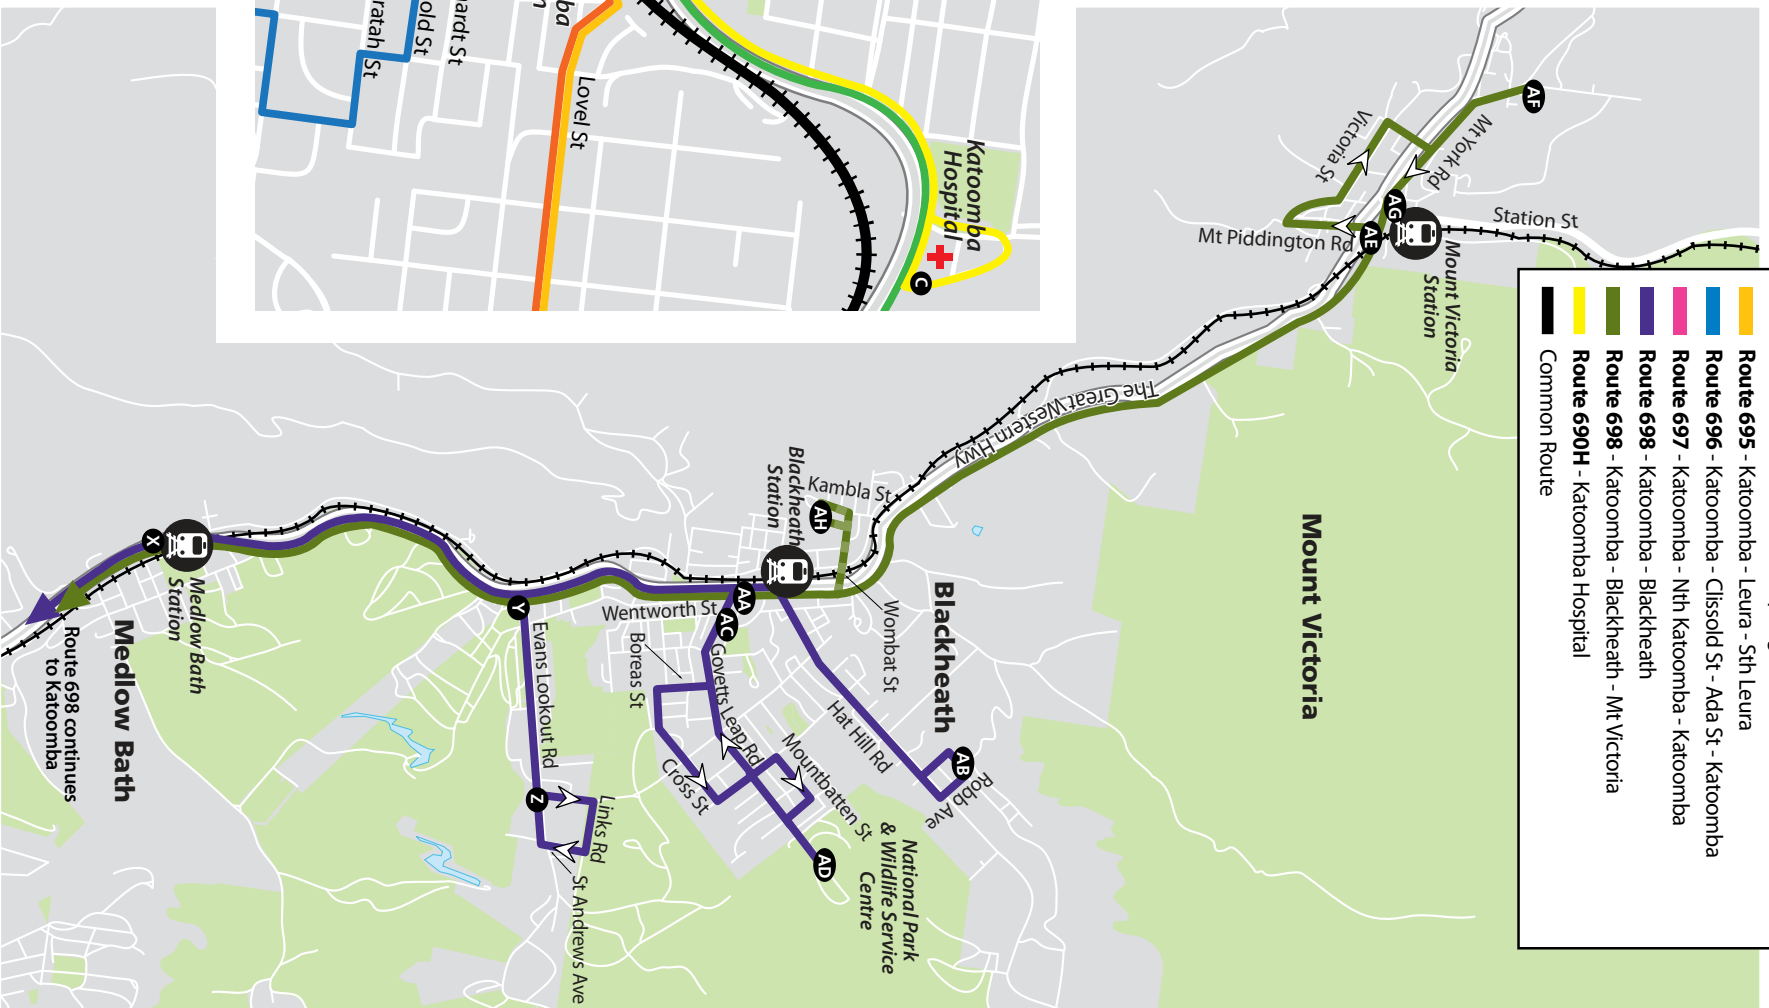 Route 695 - Katoomba - Leura - Sth Leura
Route 696 - Katoomba - Clissold St - Ada St - Katoomba
Route 697 - Katoomba - Nth Katoomba - Katoomba
Route 698 - Katoomba - Blackheath
Route 698 - Katoomba - Blackheath - Mt Victoria
Route 690H - Katoomba Hospital
Common Route
AF
Mt York Rd
Victoria St
AG
AE
Mt Piddington Rd
Station St
Mount Victoria
Station
The Great Western Hwy
Mount Victoria
Katoomba
Hospital
C
Lovel St
Kambla St
AH
Blackheath
Station
Wombat St
Blackheath
AA
AC
Wentworth St
Boreas St
Govetts Leap Rd
Hat Hill Rd
AB
Robb Ave
Mountbatten St
Cross St
AD
National Park
& Wildlife Service
Centre
Y
Evans Lookout Rd
Z
Links Rd
St Andrews Ave
X
Medlow Bath
Station
Medlow Bath
Route 698 continues
to Katoomba